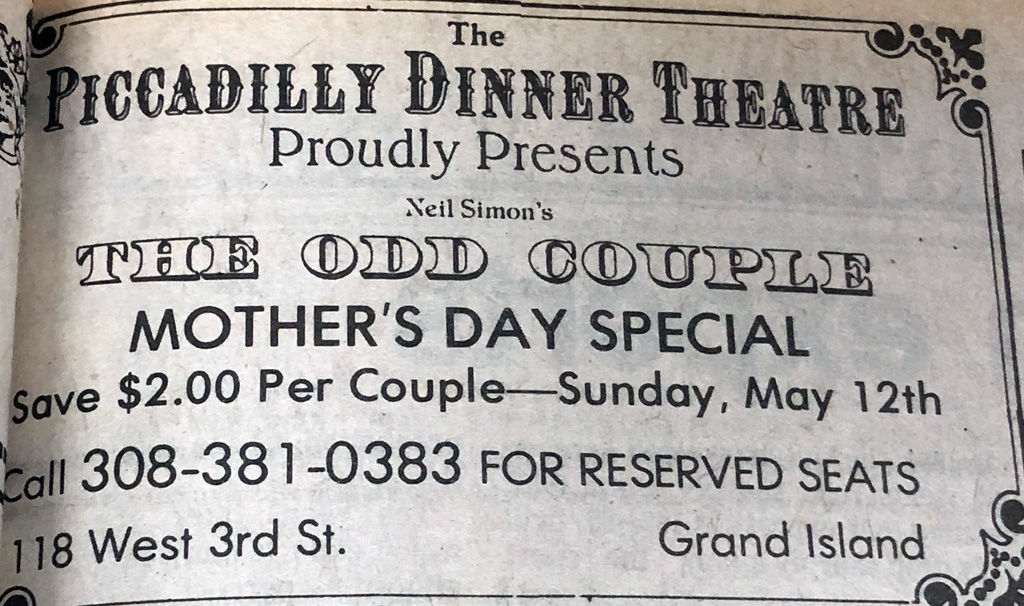 The
PICCADILLY DINNER THEATRE
Proudly Presents
Neil Simon's
THE ODD COUPLE
MOTHER'S DAY SPECIAL
Save $2.00 Per Couple—Sunday, May 12th
Call 308-381-0383 FOR RESERVED SEATS
118 West 3rd St. Grand Island